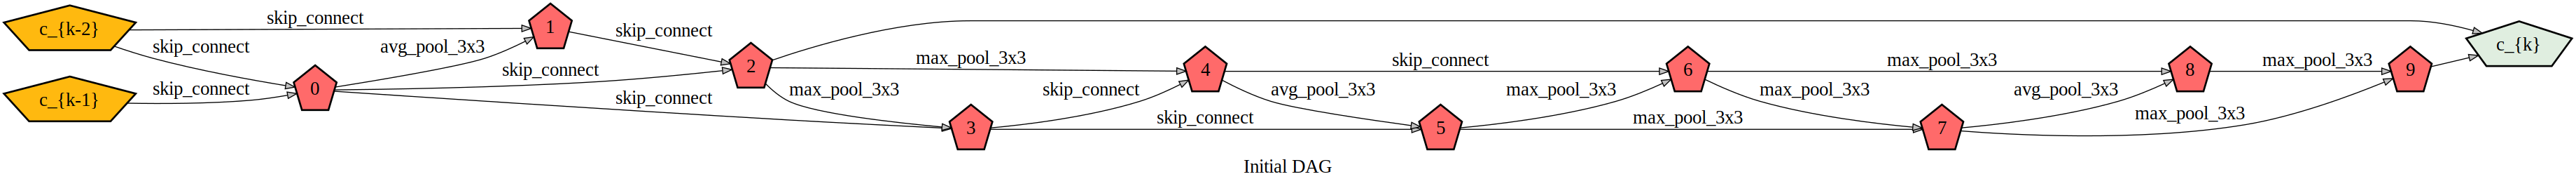 c_{k-2}
c_{k-1}
skip_connect
skip_connect
skip_connect
0
avg_pool_3x3
1
skip_connect
skip_connect
skip_connect
2
max_pool_3x3
max_pool_3x3
3
skip_connect
skip_connect
4
avg_pool_3x3
skip_connect
5
max_pool_3x3
max_pool_3x3
6
max_pool_3x3
max_pool_3x3
7
avg_pool_3x3
max_pool_3x3
8
max_pool_3x3
9
c_{k}
Initial DAG